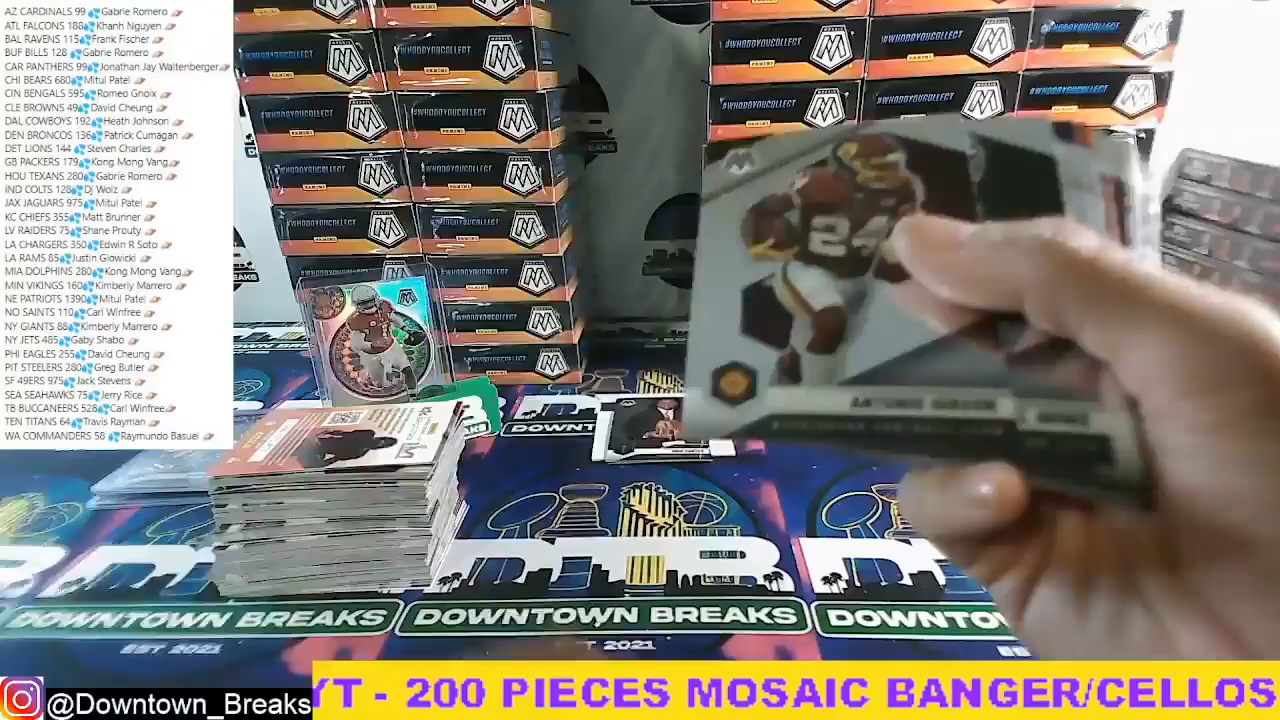 AZ CARDINALS 99💦Gabrie Romero🏈
ATL FALCONS 188💦Khanh Nguyen🏈
BAL RAVENS 115💦Frank Fischer🏈
BUF BILLS 128 💦Gabrie Romero🏈
CAR PANTHERS 99💦Jonathan Jay Waltenberger🏈
CHI BEARS 680💦Mitul Patel 🏈
CIN BENGALS 595💦Romeo Gnoix 🏈
CLE BROWNS 49💦David Cheung 🏈
DAL COWBOYS 192💦Heath Johnson 🏈
DEN BRONCOS 136💦Patrick Cumagan 🏈
DET LIONS 144 💦Steven Charles 🏈
GB PACKERS 179💦Kong Mong Vang🏈
HOU TEXANS 280💦Gabrie Romero 🏈
IND COLTS 128💦DJ Wolz 🏈
JAX JAGUARS 975💦Mitul Patel 🏈
KC CHIEFS 355💦Matt Brunner 🏈
LV RAIDERS 75💦Shane Prouty 🏈
LA CHARGERS 350💦Edwin R Soto 🏈
LA RAMS 85💦Justin Glowicki 🏈
MIA DOLPHINS 280💦Kong Mong Vang🏈
MIN VIKINGS 160💦Kimberly Marrero 🏈
NE PATRIOTS 1390💦Mitul Patel 🏈
NO SAINTS 110💦Carl Winfree 🏈
NY GIANTS 88💦Kimberly Marrero 🏈
NY JETS 485💦Gaby Shabo 🏈
PHI EAGLES 255💦David Cheung 🏈
PIT STEELERS 280💦Greg Butler 🏈
SF 49ERS 975💦Jack Stevens 🏈
SEA SEAHAWKS 75💦Jerry Rice 🏈
TB BUCCANEERS 528💦Carl Winfree🏈
TEN TITANS 64💦Travis Rayman 🏈
WA COMMANDERS 58 💦Raymundo Basuel 🏈
#WHODOYOUCOLLECT
PANINI
24
ANTONIO GIBSON
DTB
DOWNTOWN BREAKS
DOWNTOWN BREAKS
EST 2021
T 2021
@Downtown_Breaks
YT - 200 PIECES MOSAIC BANGER/CELLOS